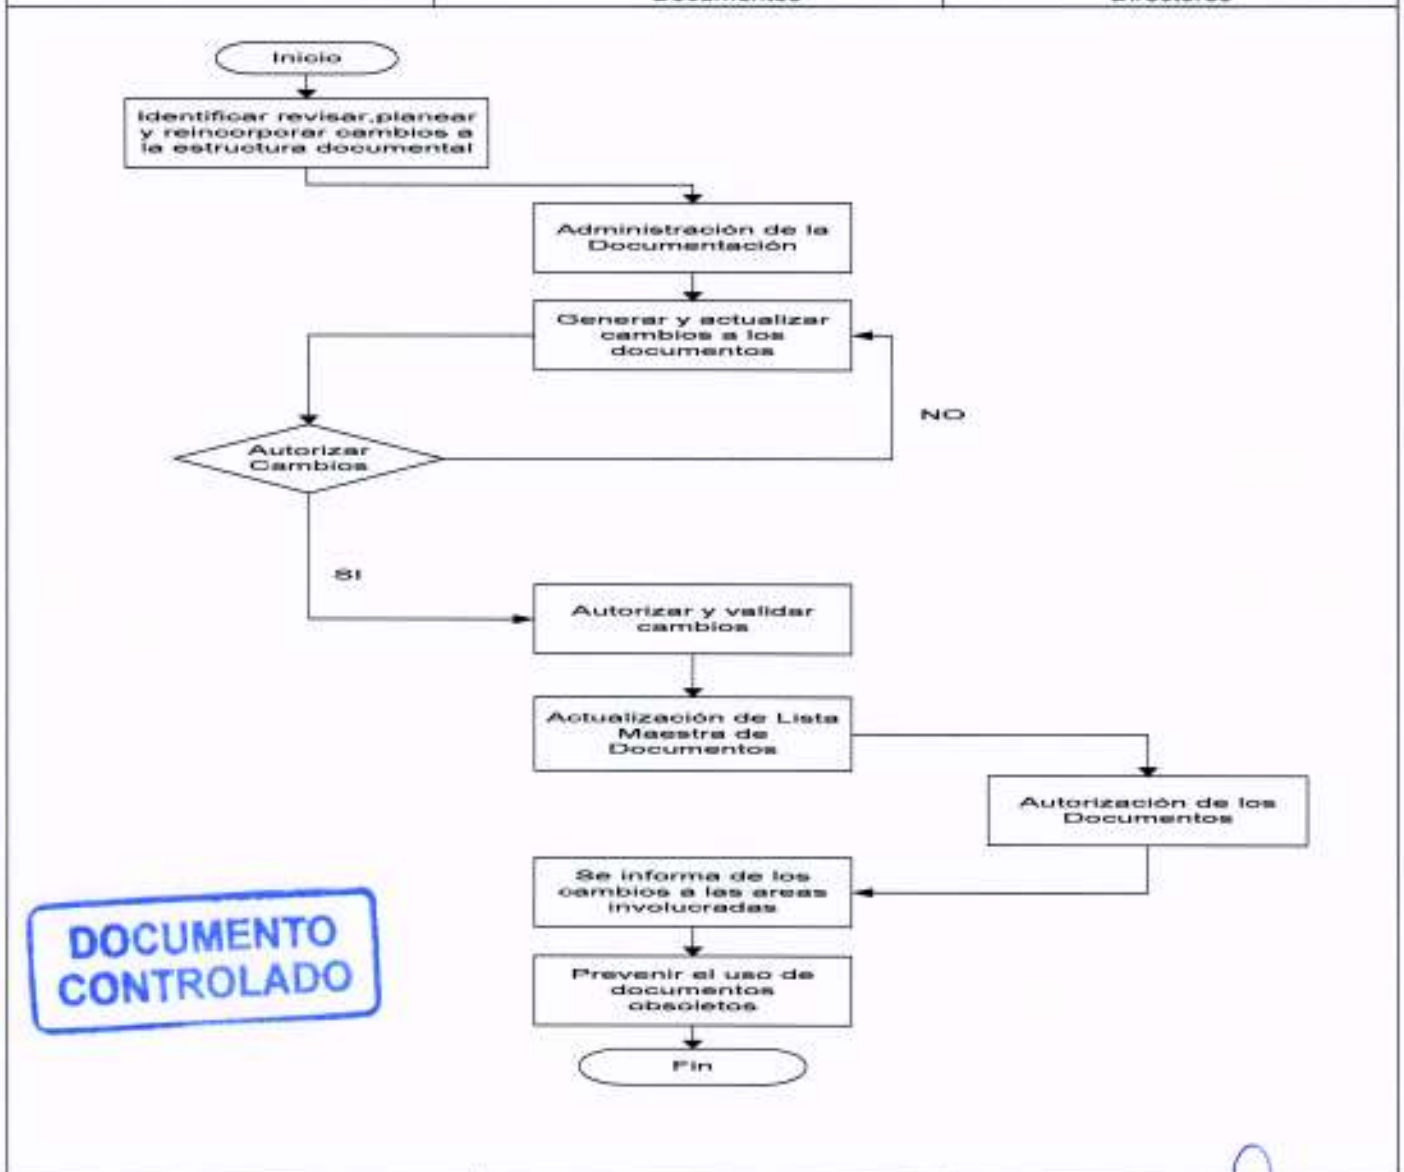 Documentos
Directores
Inicio
Identificar revisar,planear
y reincorporar cambios a
la estructura documental
Administración de la
Documentación
Generar y actualizar
cambios a los
documentos
NO
Autorizar
Cambios
SI
Autorizar y validar
cambios
Actualización de Lista
Maestra de
Documentos
Autorización de los
Documentos
Se informa de los
cambios a las areas
involucradas
DOCUMENTO
CONTROLADO
Prevenir el uso de
documentos
obsoletos
Fin